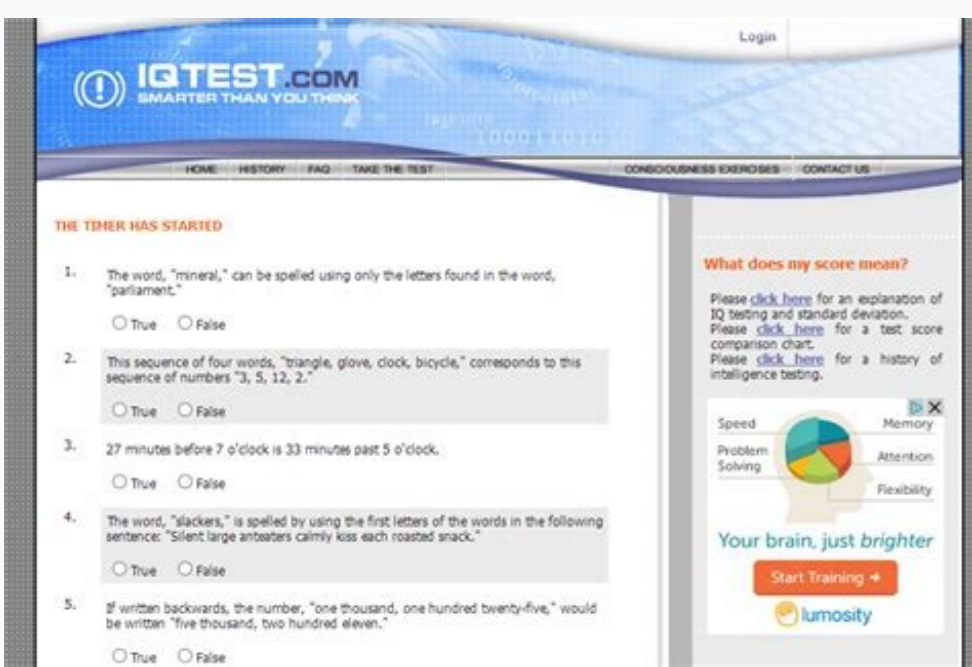 Login
IQTEST.COM
SMARTER THAN YOU THINK
100011010
HOME HISTORY FAQ TAKE THE TEST CONSCIOUSNESS EXERCISES CONTACT US
THE TIMER HAS STARTED
1. The word, "mineral," can be spelled using only the letters found in the word,
"parliament."
True False
2. This sequence of four words, "triangle, glove, clock, bicycle," corresponds to this
sequence of numbers "3, 5, 12, 2."
True False
3. 27 minutes before 7 o'clock is 33 minutes past 5 o'clock.
True False
4. The word, "slackers," is spelled by using the first letters of the words in the following
sentence: "Silent large anteaters calmly kiss each roasted snack."
True False
5. If written backwards, the number, "one thousand, one hundred twenty-five," would
be written "five thousand, two hundred eleven."
True False
What does my score mean?
Please click here for an explanation of
IQ testing and standard deviation.
Please click here for a test score
comparison chart.
Please click here for a history of
intelligence testing.
Speed Memory
Problem
Solving
Attention
Flexibility
Your brain, just brighter
Start Training
lumosity